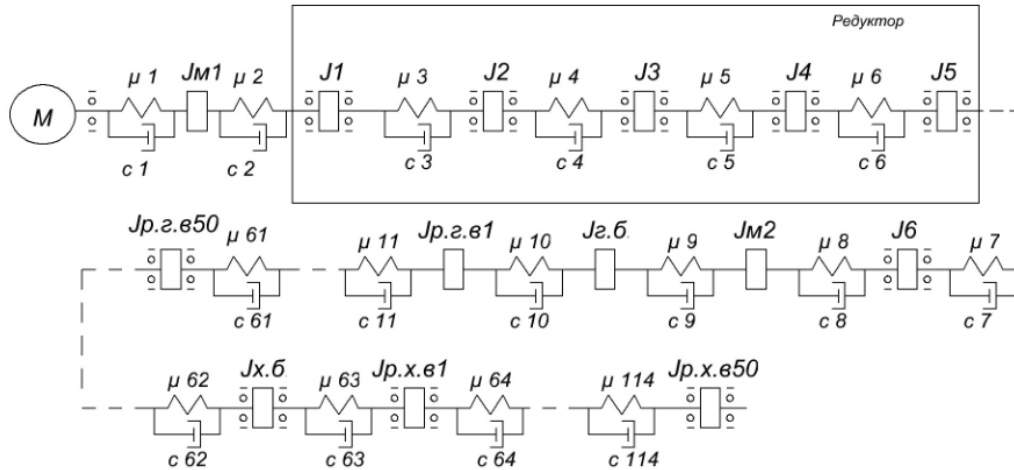 Редуктор
M
μ 1
Jм1
μ 2
J1
μ 3
J2
μ 4
J3
μ 5
J4
μ 6
J5
с 1
с 2
с 3
с 4
с 5
с 6
Jр.г.в50
μ 61
μ 11
Jр.г.в1
μ 10
Jг.б.
μ 9
Jм2
μ 8
J6
μ 7
с 61
с 11
с 10
с 9
с 8
с 7
μ 62
Jх.б.
μ 63
Jр.х.в1
μ 64
μ 114
Jр.х.в50
с 62
с 63
с 64
с 114